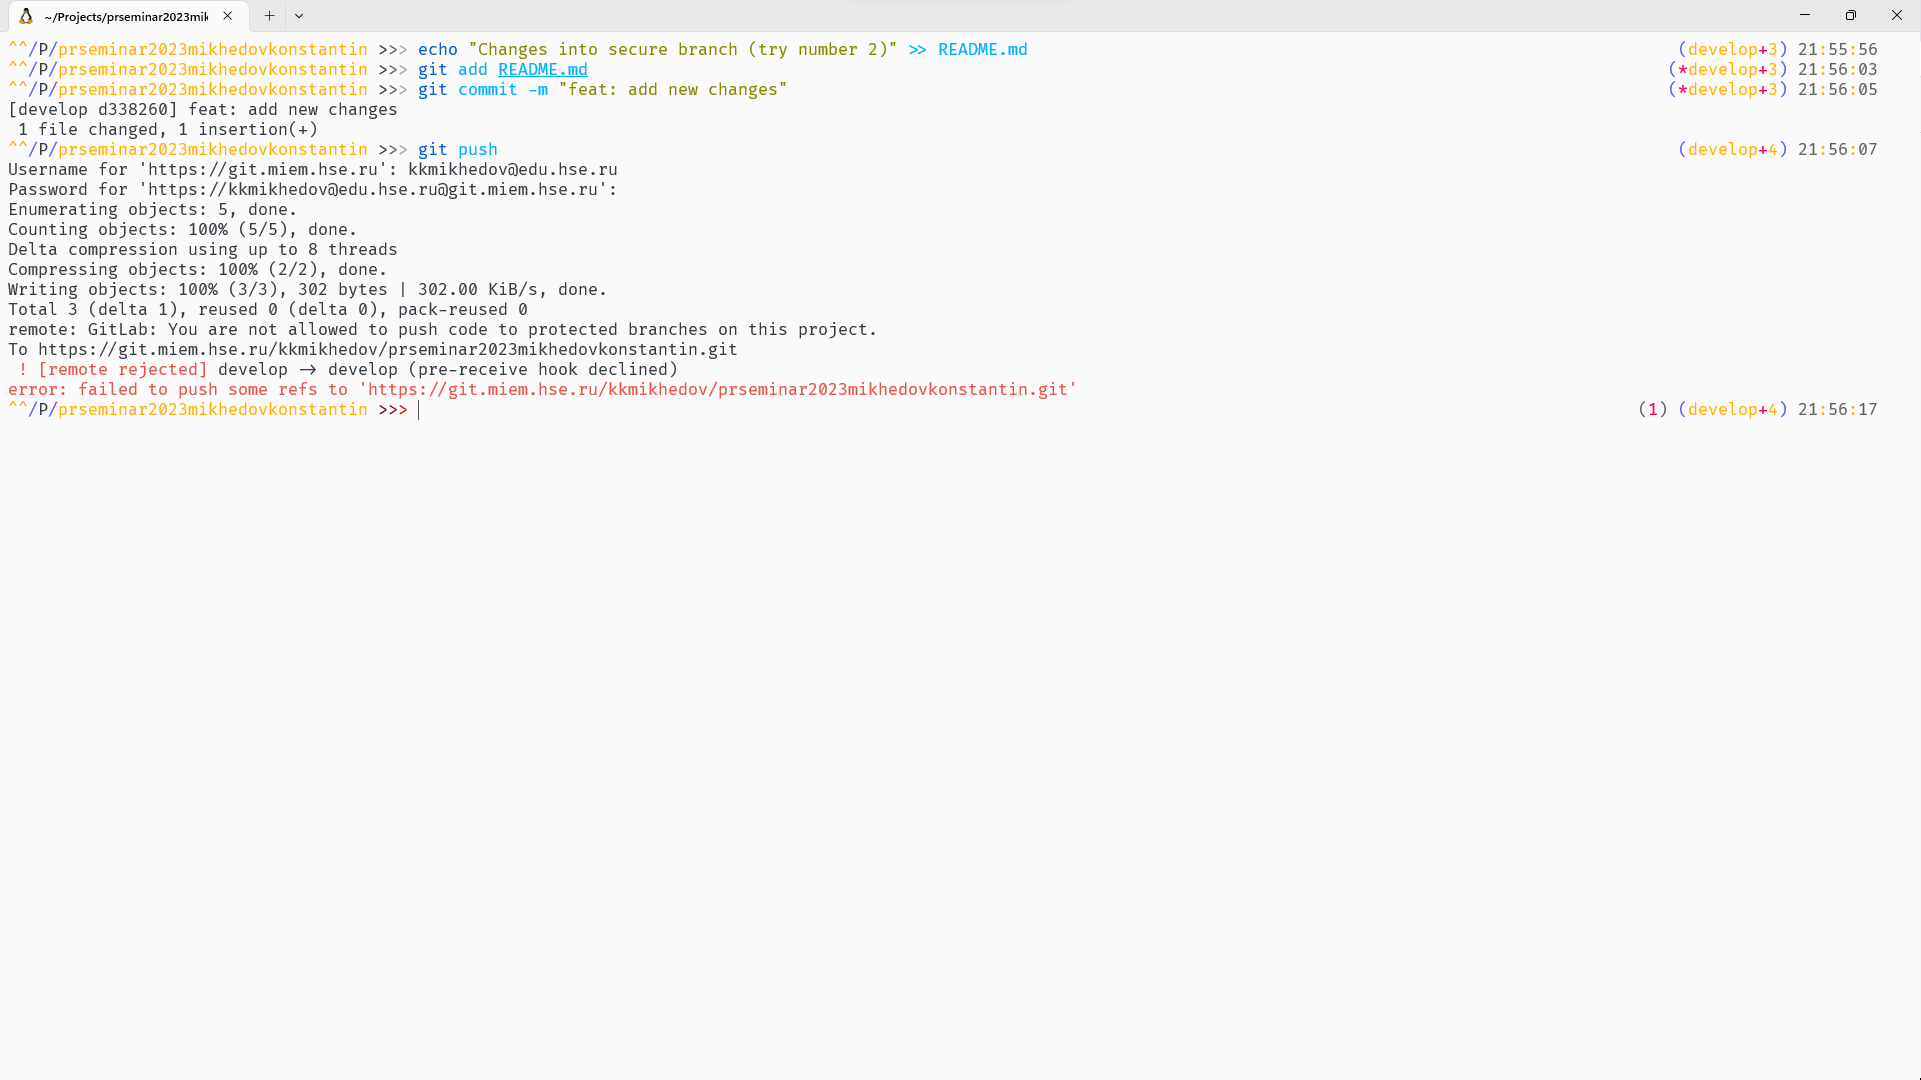 ~/Projects/prseminar2023mik
^^/P/prseminar2023mikhedovkonstantin >>> echo "Changes into secure branch (try number 2)" >> README.md (develop+3) 21:55:56
^^/P/prseminar2023mikhedovkonstantin >>> git add README.md (*develop+3) 21:56:03
^^/P/prseminar2023mikhedovkonstantin >>> git commit -m "feat: add new changes" (*develop+3) 21:56:05
[develop d338260] feat: add new changes
1 file changed, 1 insertion(+)
^^/P/prseminar2023mikhedovkonstantin >>> git push (develop+4) 21:56:07
Username for 'https://git.miem.hse.ru': kkmikhedov@edu.hse.ru
Password for 'https://kkmikhedov@edu.hse.ru@git.miem.hse.ru':
Enumerating objects: 5, done.
Counting objects: 100% (5/5), done.
Delta compression using up to 8 threads
Compressing objects: 100% (2/2), done.
Writing objects: 100% (3/3), 302 bytes | 302.00 KiB/s, done.
Total 3 (delta 1), reused 0 (delta 0), pack-reused 0
remote: GitLab: You are not allowed to push code to protected branches on this project.
To https://git.miem.hse.ru/kkmikhedov/prseminar2023mikhedovkonstantin.git
! [remote rejected] develop -> develop (pre-receive hook declined)
error: failed to push some refs to 'https://git.miem.hse.ru/kkmikhedov/prseminar2023mikhedovkonstantin.git'
^^/P/prseminar2023mikhedovkonstantin >>> (1) (develop+4) 21:56:17